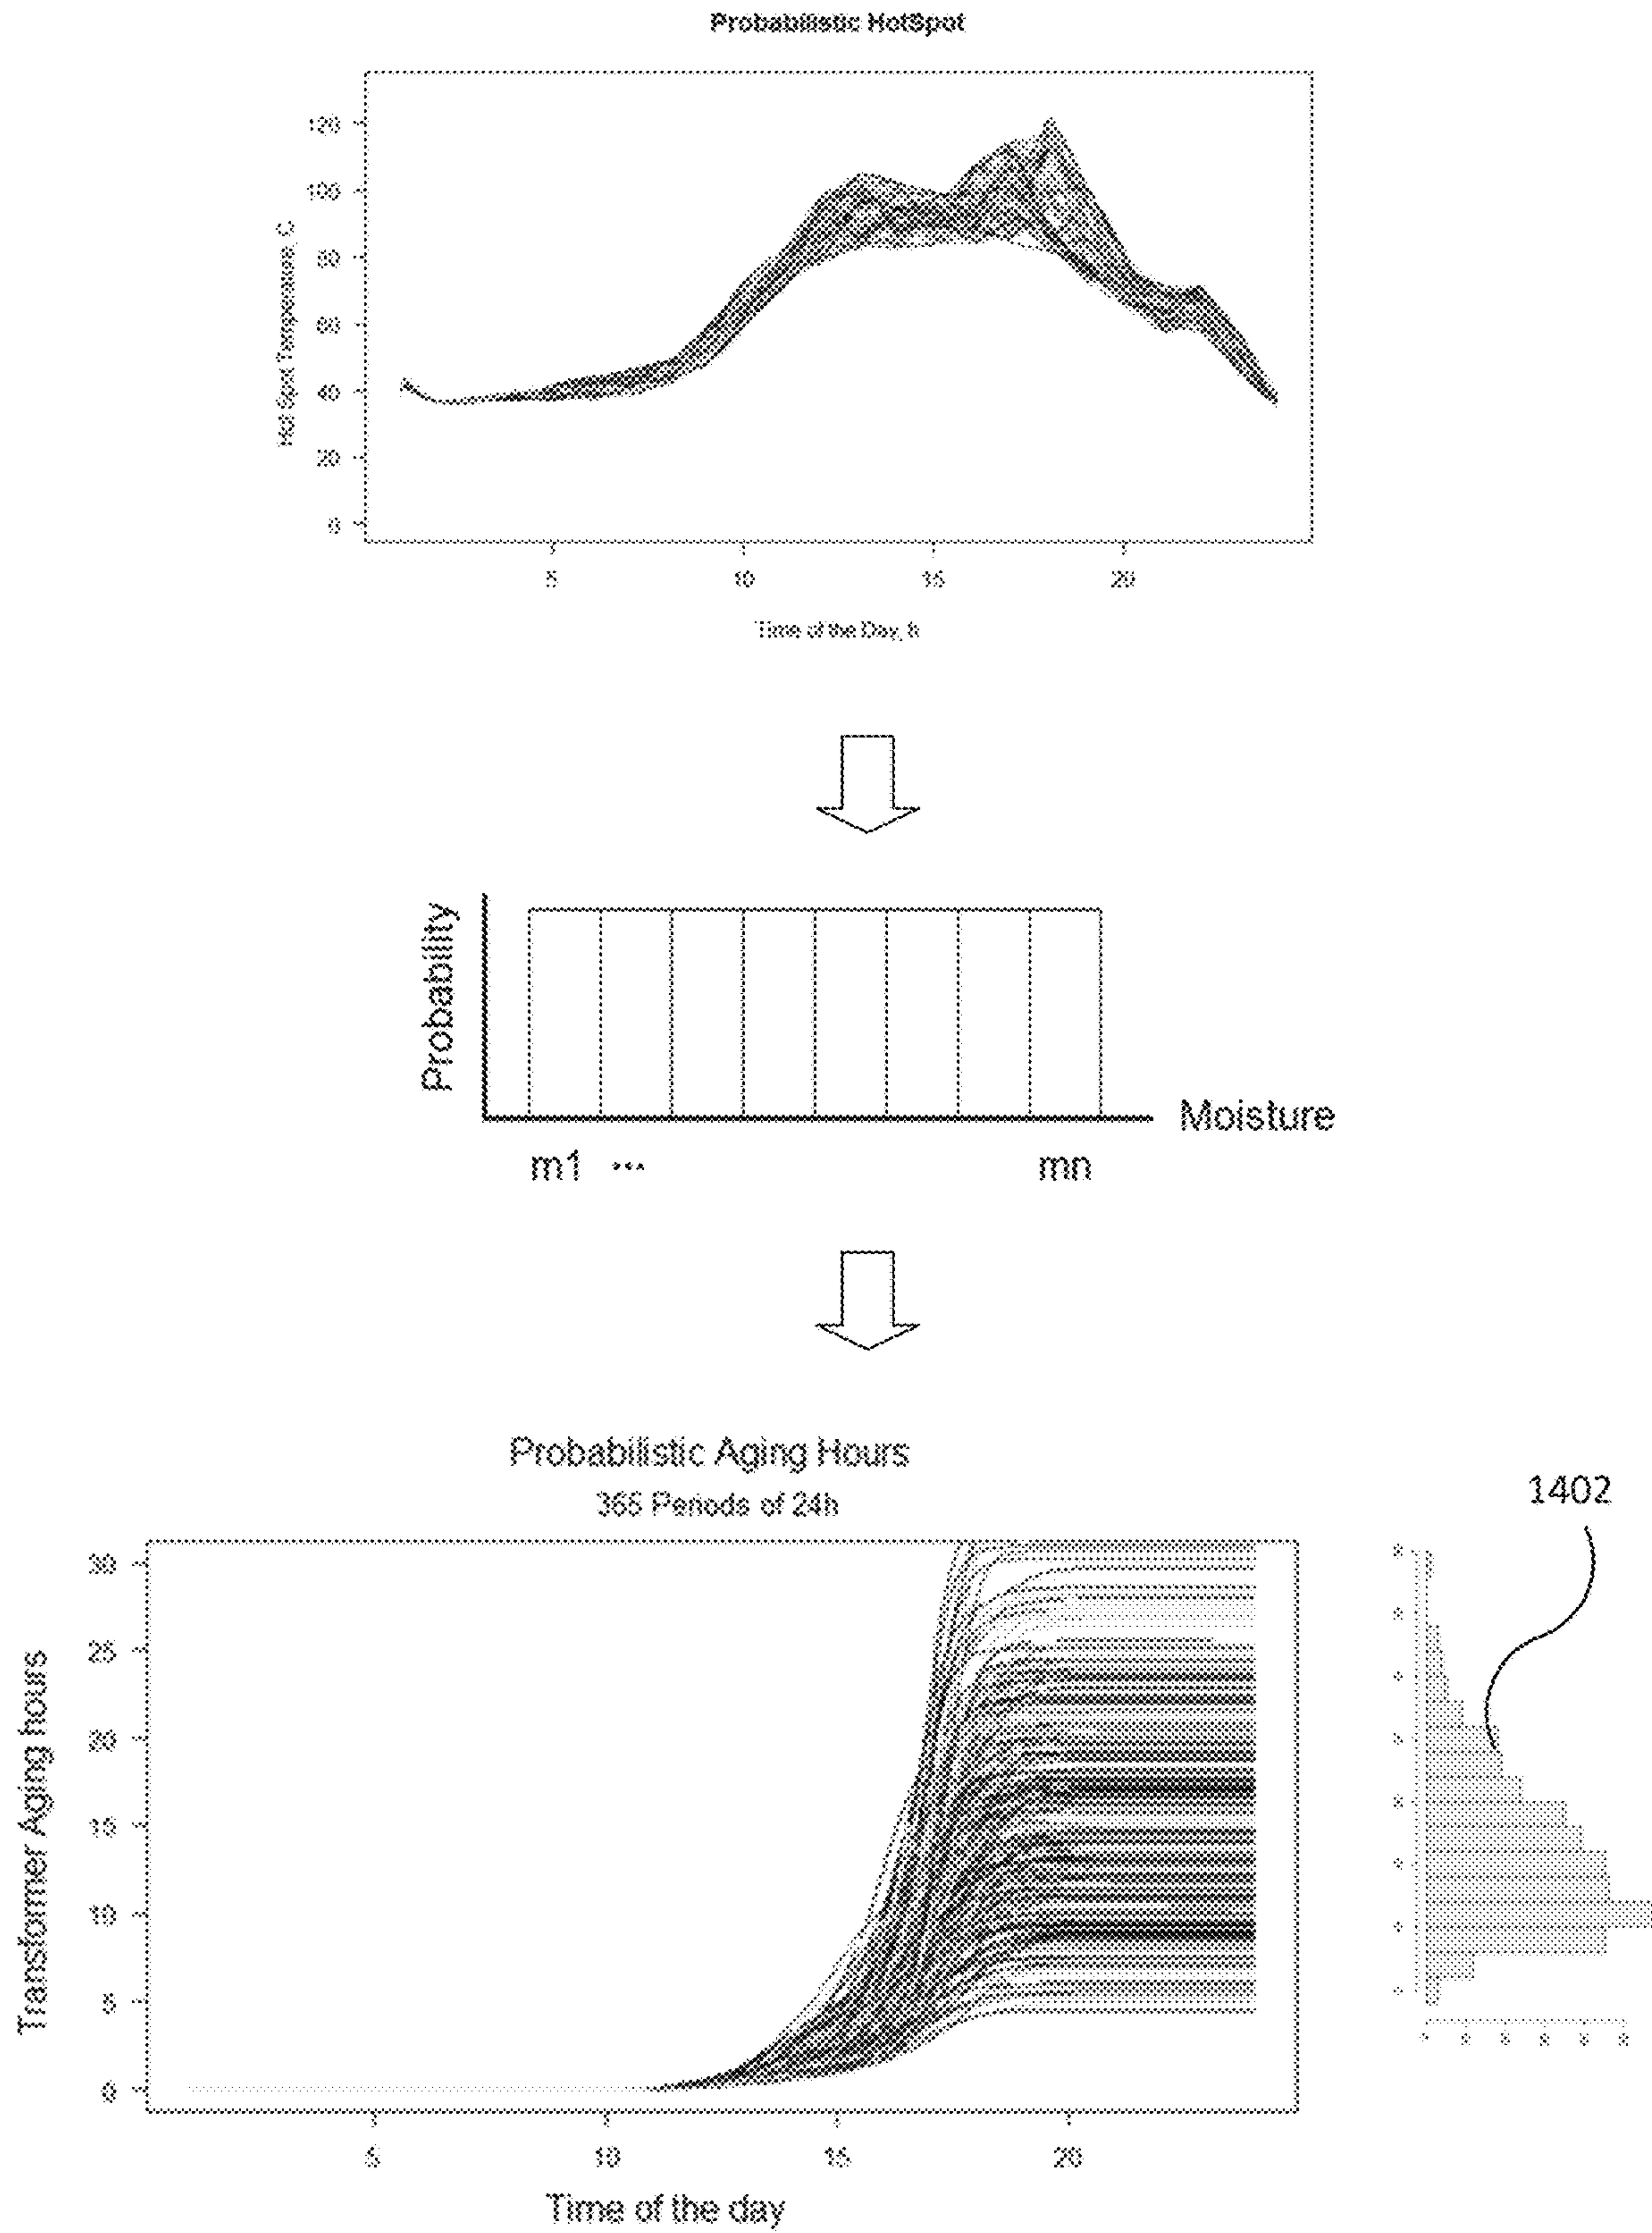 Probabilistic HotSpot
Hot Spot Temperature, C
120
100
80
60
40
20
0
5
10
15
20
Time of the Day, h
Probability
Moisture
m1 ...
mn
Probabilistic Aging Hours
365 Periods of 24h
1402
Transformer Aging hours
30
25
20
15
10
5
0
5
10
15
20
Time of the day